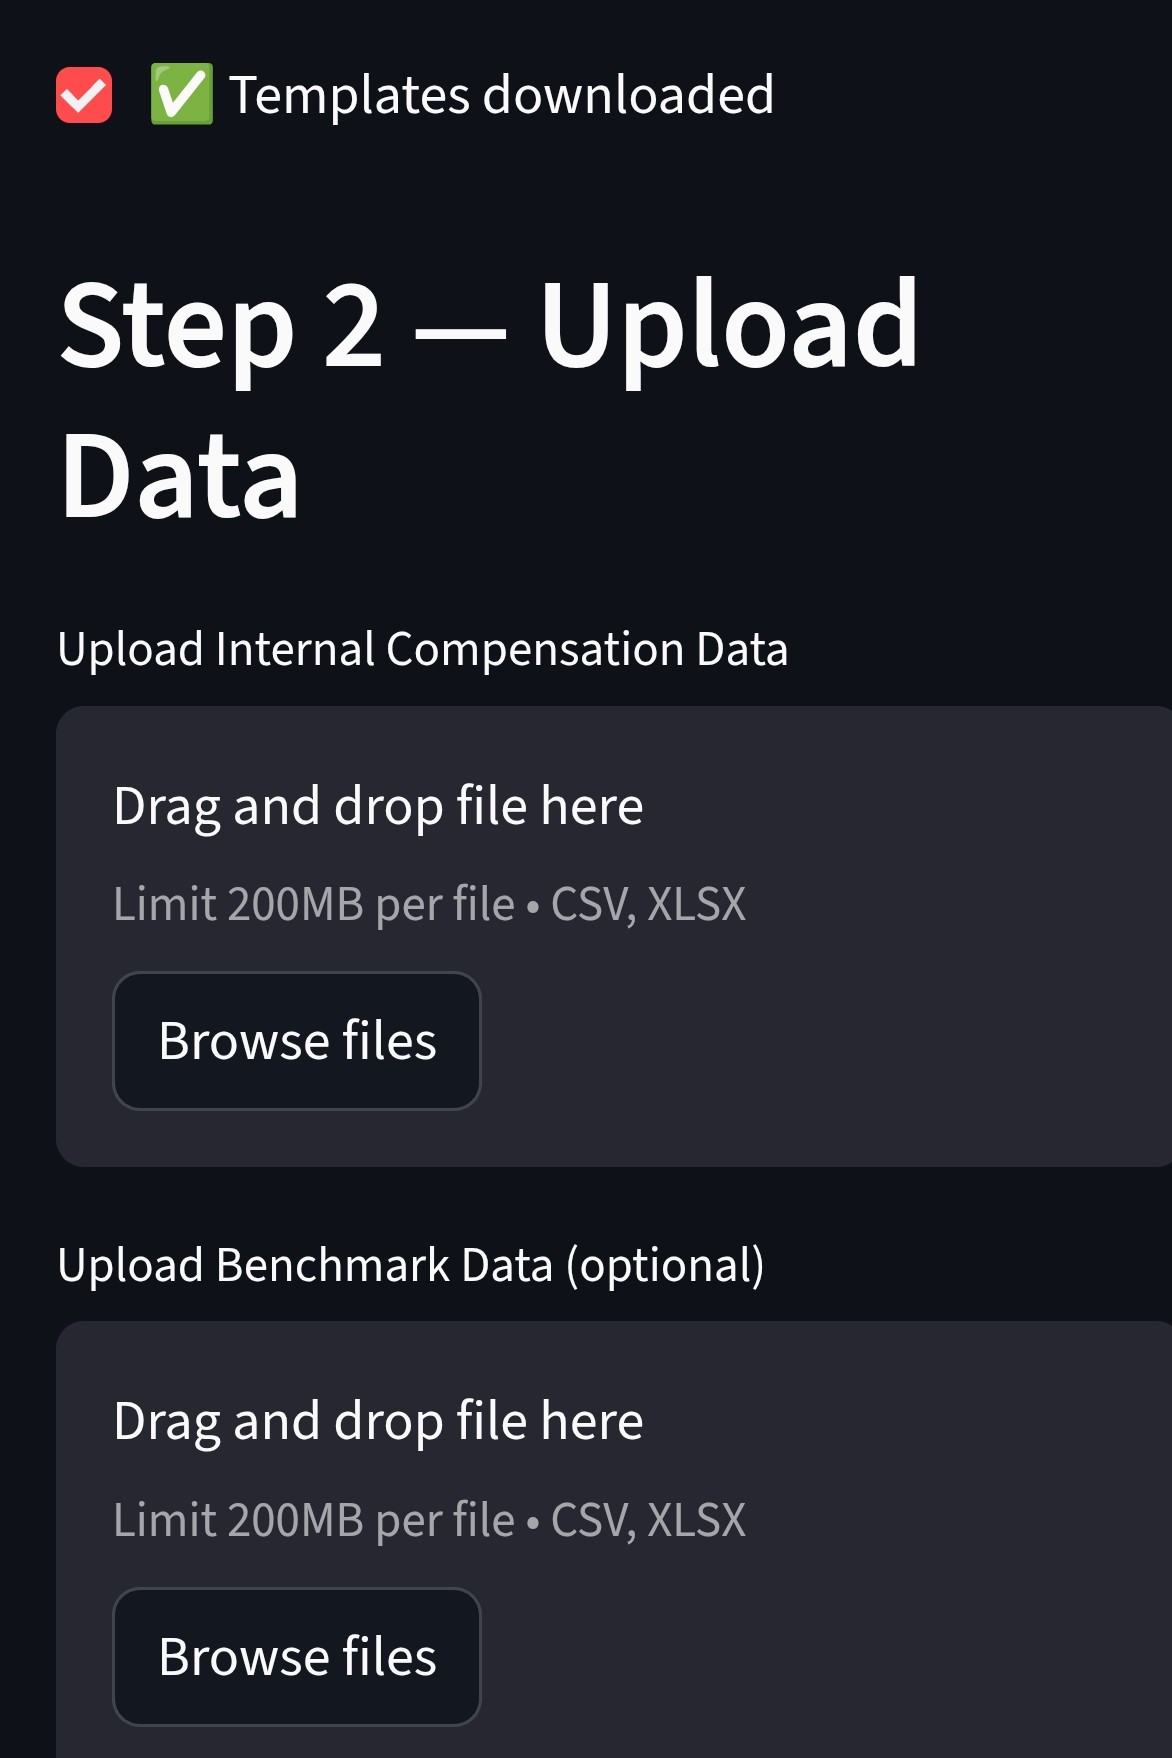 ✅ Templates downloaded
Step 2 — Upload
Data
Upload Internal Compensation Data
Drag and drop file here
Limit 200MB per file • CSV, XLSX
Browse files
Upload Benchmark Data (optional)
Drag and drop file here
Limit 200MB per file • CSV, XLSX
Browse files